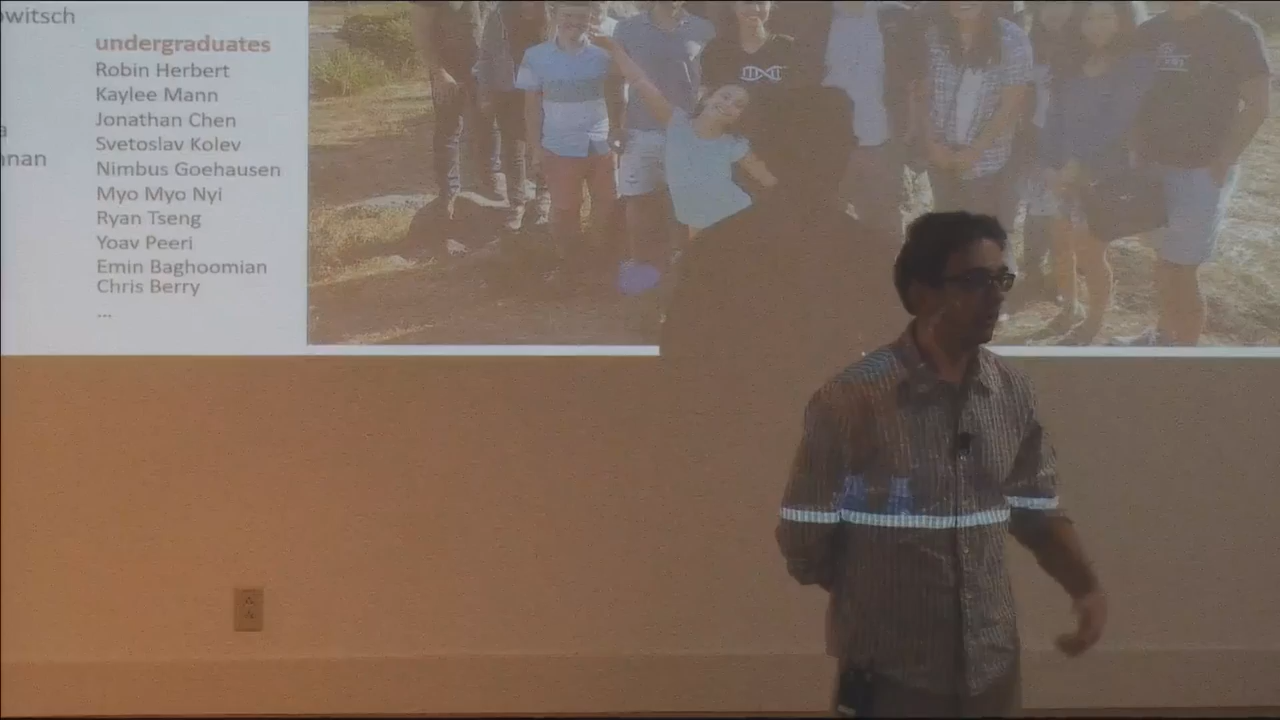 owitsch
undergraduates
Robin Herbert
Kaylee Mann
Jonathan Chen
Svetoslav Kolev
Nimbus Goehausen
Myo Myo Nyi
Ryan Tseng
Yoav Peeri
Emin Baghoomian
Chris Berry
...
a
nan